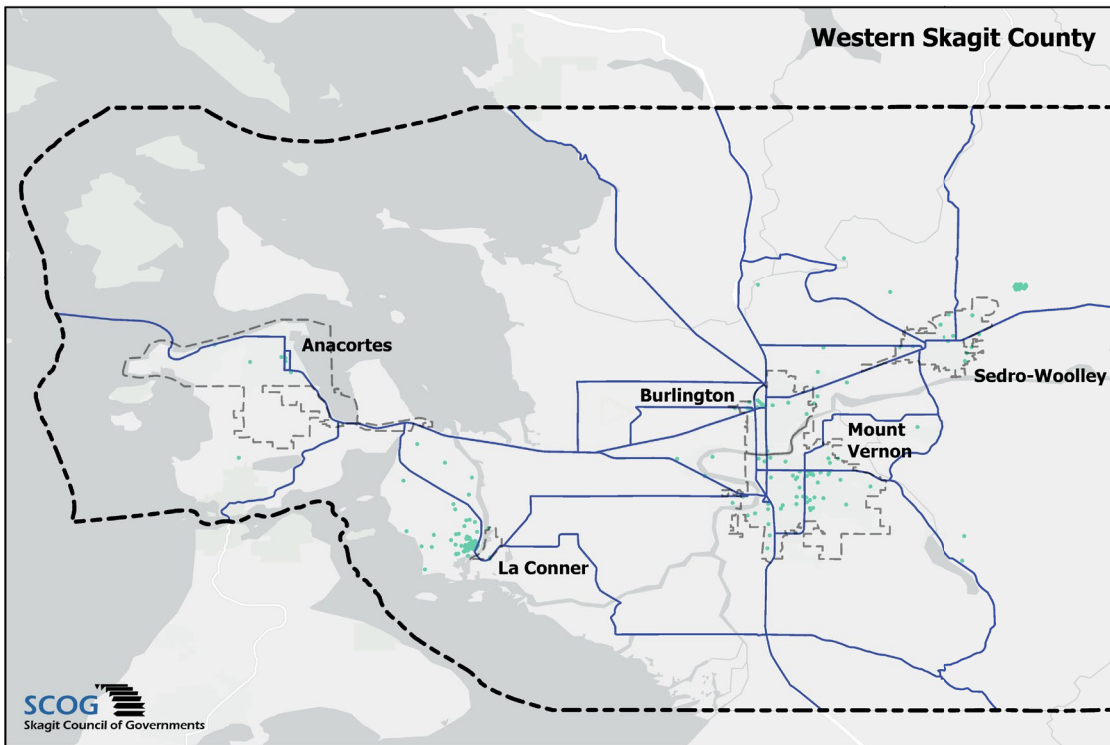 Western Skagit County
Anacortes
Burlington
Sedro-Woolley
Mount
Vernon
La Conner
SCOG
Skagit Council of Governments